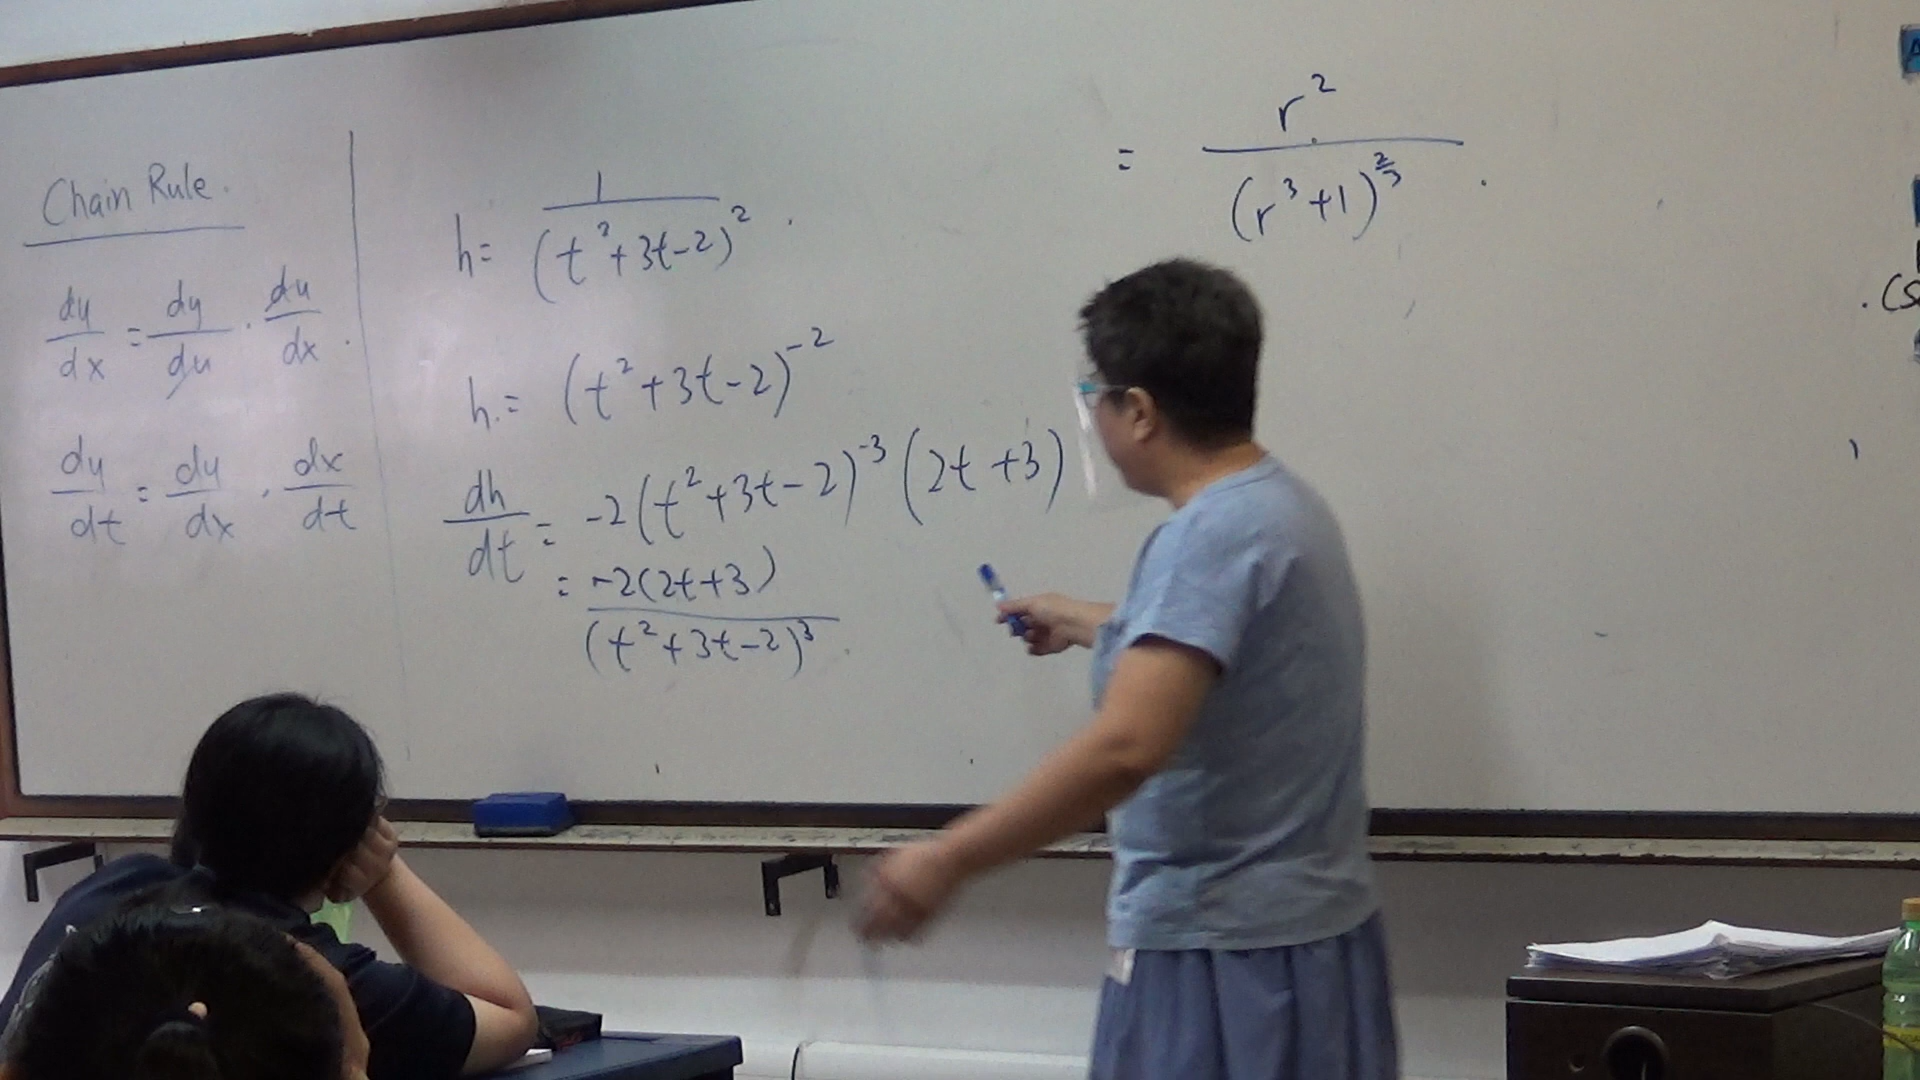 Chain Rule.
dy/dx = dy/du · du/dx .
dy/dt = dy/dx · dx/dt
h = 1/(t²+3t-2)² .
h. = (t²+3t-2)⁻²
dh/dt = -2(t²+3t-2)⁻³ (2t+3)
= -2(2t+3)/(t²+3t-2)³ .
= r²/(r³+1)^(2/3) .